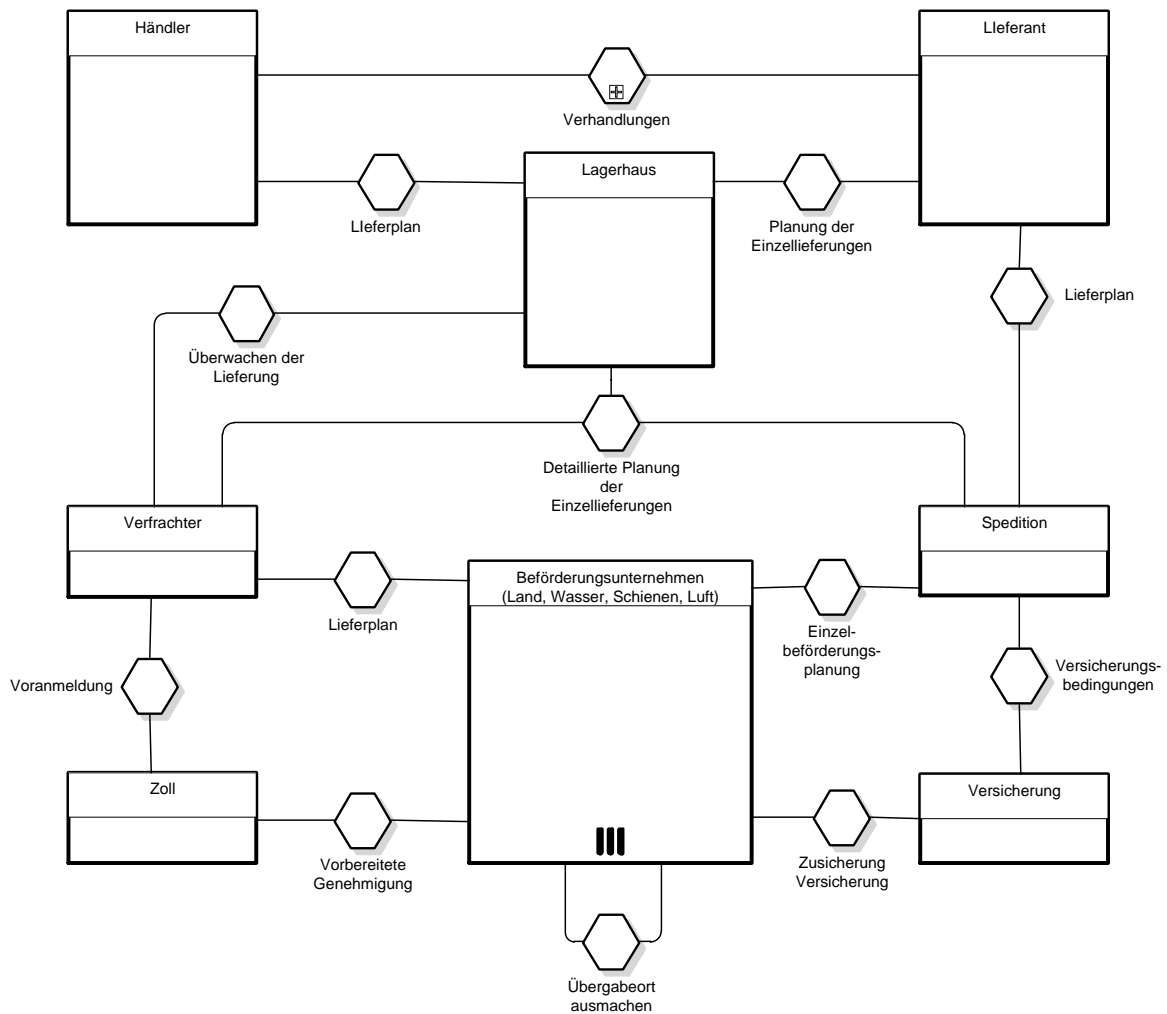 Händler
LIeferant
Verhandlungen
Lagerhaus
LIeferplan
Planung der
Einzellieferungen
Lieferplan
Überwachen der
Lieferung
Detaillierte Planung
der
Einzellieferungen
Verfrachter
Spedition
Beförderungsunternehmen
(Land, Wasser, Schienen, Luft)
Lieferplan
Einzel-
beförderungs-
planung
Voranmeldung
Versicherungs-
bedingungen
Zoll
Versicherung
Vorbereitete
Genehmigung
Zusicherung
Versicherung
Übergabeort
ausmachen